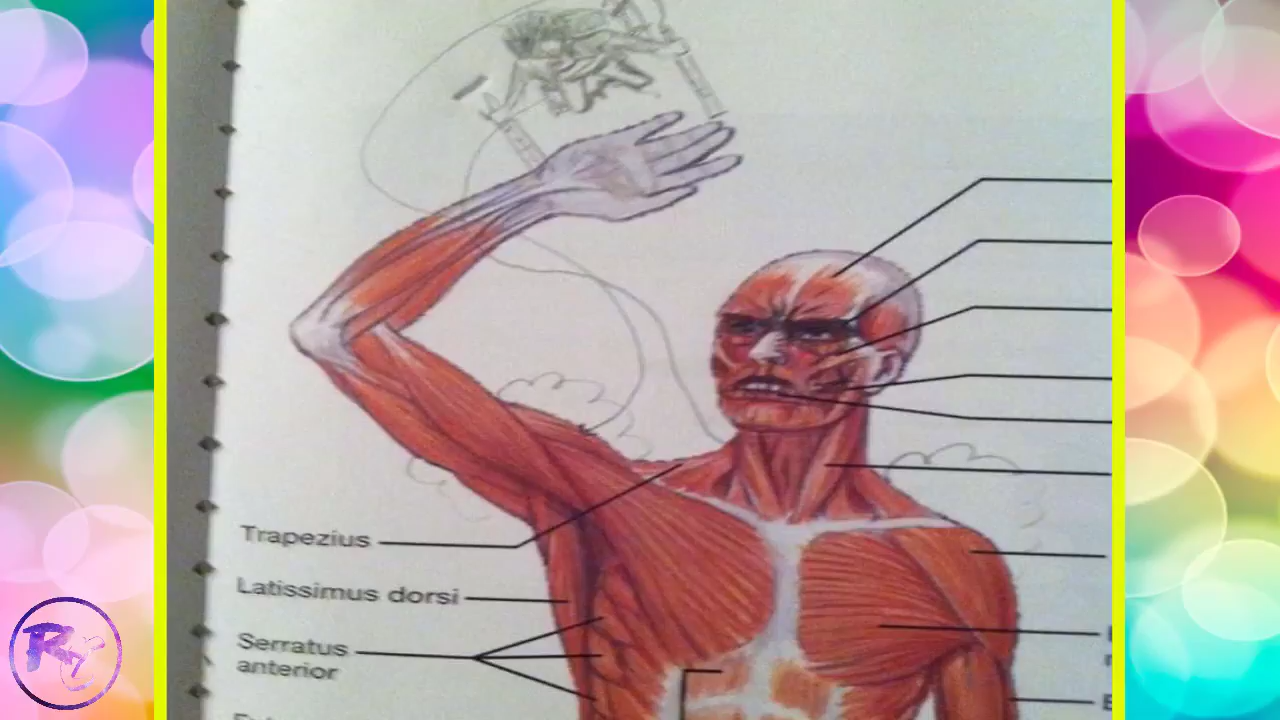 Trapezius
Latissimus dorsi
Serratus
anterior